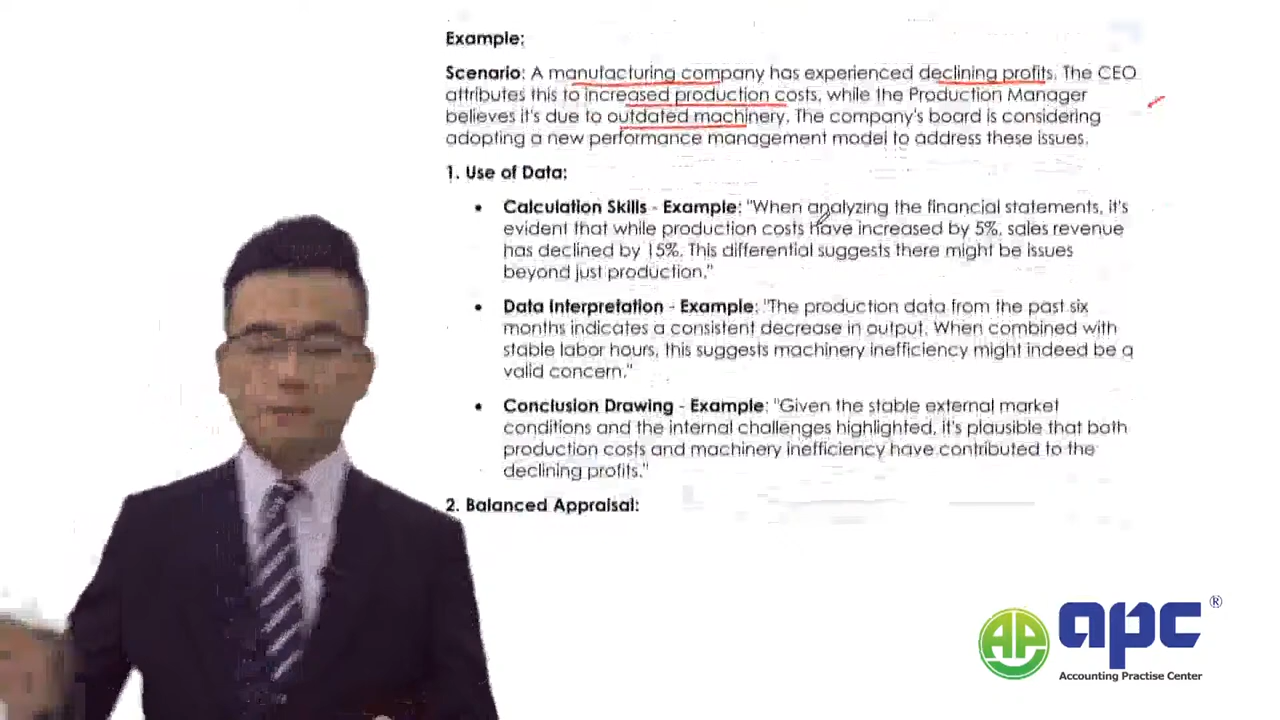 Example:
Scenario: A manufacturing company has experienced declining profits. The CEO
attributes this to increased production costs, while the Production Manager
believes it's due to outdated machinery. The company's board is considering
adopting a new performance management model to address these issues.
1. Use of Data:
• Calculation Skills - Example: "When analyzing the financial statements, it's
evident that while production costs have increased by 5%, sales revenue
has declined by 15%. This differential suggests there might be issues
beyond just production."
• Data Interpretation - Example: "The production data from the past six
months indicates a consistent decrease in output. When combined with
stable labor hours, this suggests machinery inefficiency might indeed be a
valid concern."
• Conclusion Drawing - Example: "Given the stable external market
conditions and the internal challenges highlighted, it's plausible that both
production costs and machinery inefficiency have contributed to the
declining profits."
2. Balanced Appraisal:
AP apc ®
Accounting Practise Center